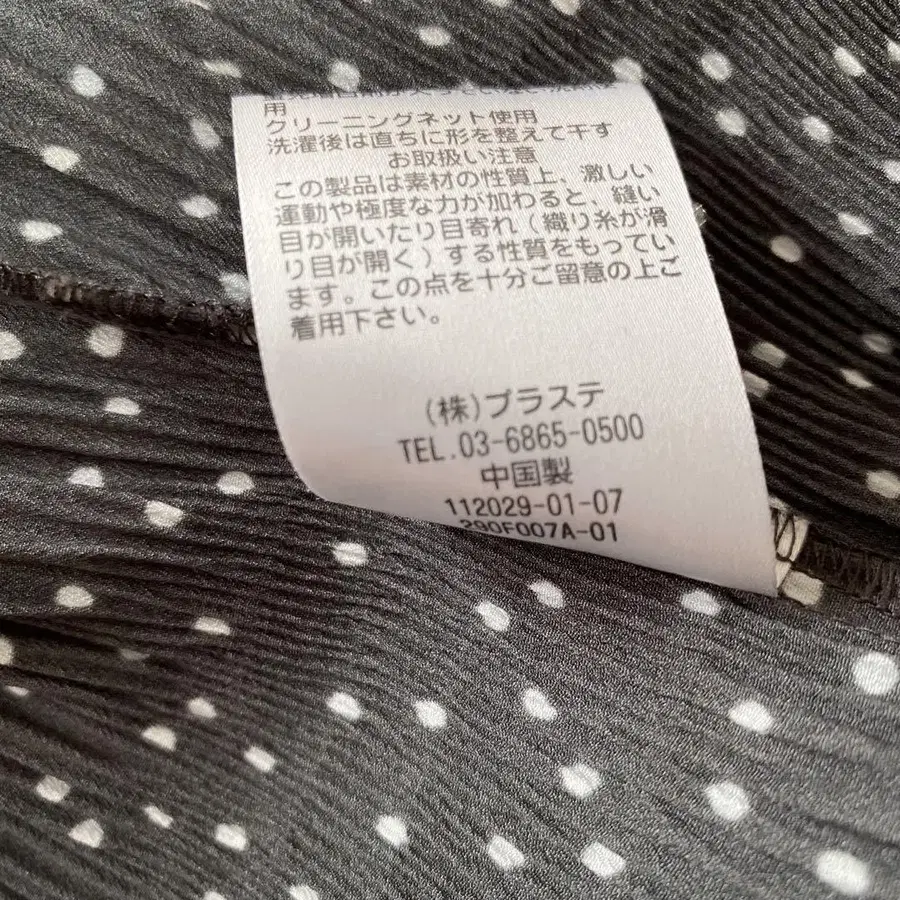 用
クリーニングネット使用
洗濯後は直ちに形を整えて干す
お取扱い注意
この製品は素材の性質上、激しい
運動や極度な力が加わると、縫い
目が開いたり目寄れ（織り糸が滑
り目が開く）する性質をもってい
ます。この点を十分ご留意の上ご
着用下さい。
(株)プラステ
TEL.03-6865-0500
中国製
112029-01-07
290F007A-01